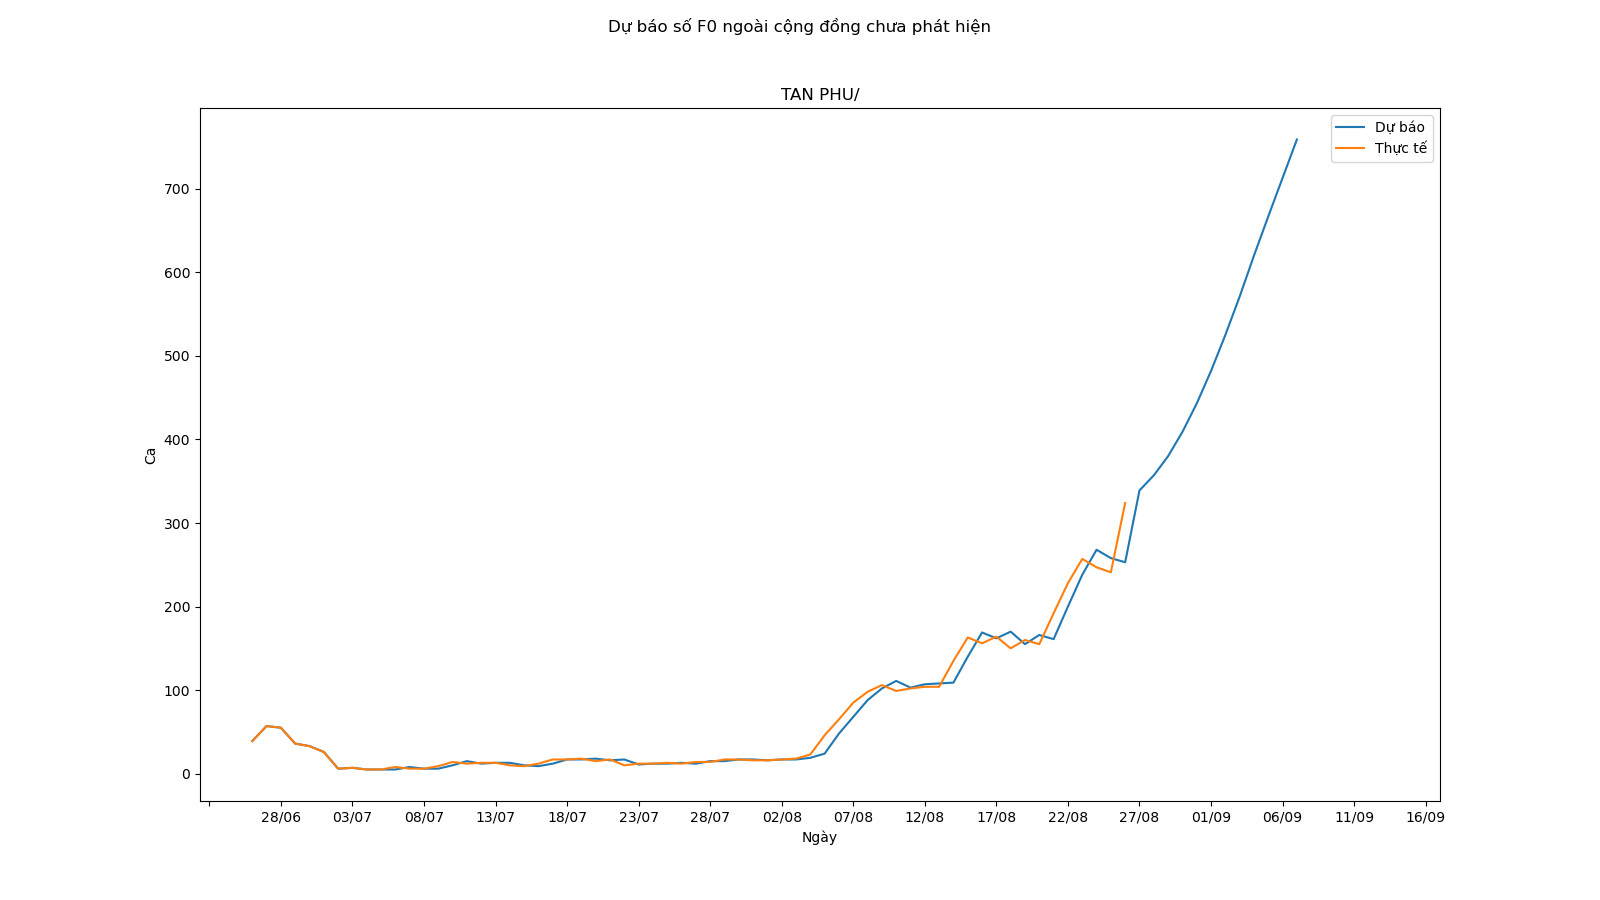 Dự báo số F0 ngoài cộng đồng chưa phát hiện
TAN PHU/
Dự báo
Thực tế
700
600
500
400
300
200
100
0
Ca
28/06 03/07 08/07 13/07 18/07 23/07 28/07 02/08 07/08 12/08 17/08 22/08 27/08 01/09 06/09 11/09 16/09
Ngày